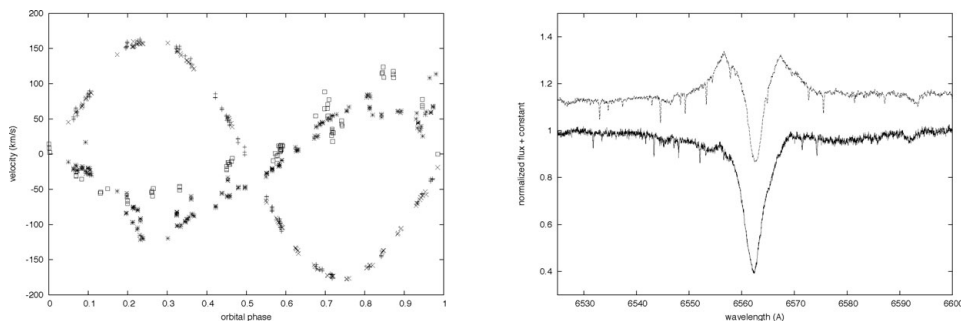 200
150
100
50
0
-50
-100
-150
-200
velocity (km/s)
0 0.1 0.2 0.3 0.4 0.5 0.6 0.7 0.8 0.9 1
orbital phase
1.4
1.2
1
0.8
0.6
0.4
normalized flux + constant
6530 6540 6550 6560 6570 6580 6590 6600
wavelength (A)